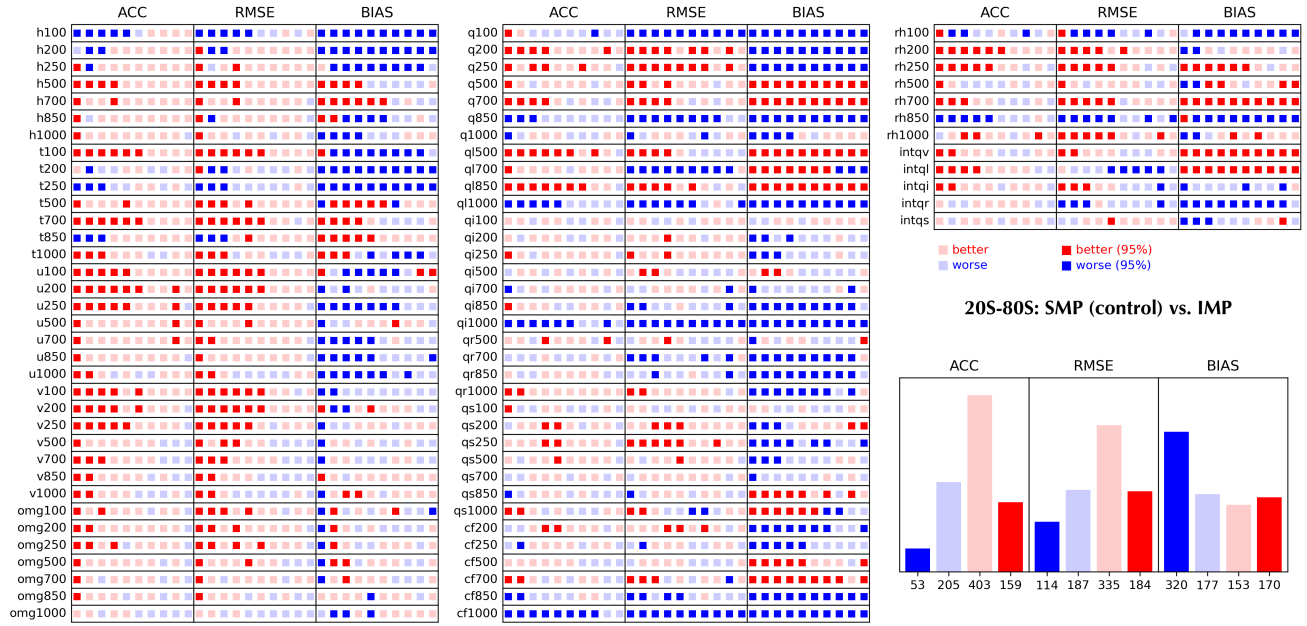 ACC RMSE BIAS
h100
h200
h250
h500
h700
h850
h1000
t100
t200
t250
t500
t700
t850
t1000
u100
u200
u250
u500
u700
u850
u1000
v100
v200
v250
v500
v700
v850
v1000
omg100
omg200
omg250
omg500
omg700
omg850
omg1000
ACC RMSE BIAS
q100
q200
q250
q500
q700
q850
q1000
ql500
ql700
ql850
ql1000
qi100
qi200
qi250
qi500
qi700
qi850
qi1000
qr500
qr700
qr850
qr1000
qs100
qs200
qs250
qs500
qs700
qs850
qs1000
cf200
cf250
cf500
cf700
cf850
cf1000
ACC RMSE BIAS
rh100
rh200
rh250
rh500
rh700
rh850
rh1000
intqv
intql
intqi
intqr
intqs
better better (95%)
worse worse (95%)
20S-80S: SMP (control) vs. IMP
ACC RMSE BIAS
53 205 403 159 114 187 335 184 320 177 153 170